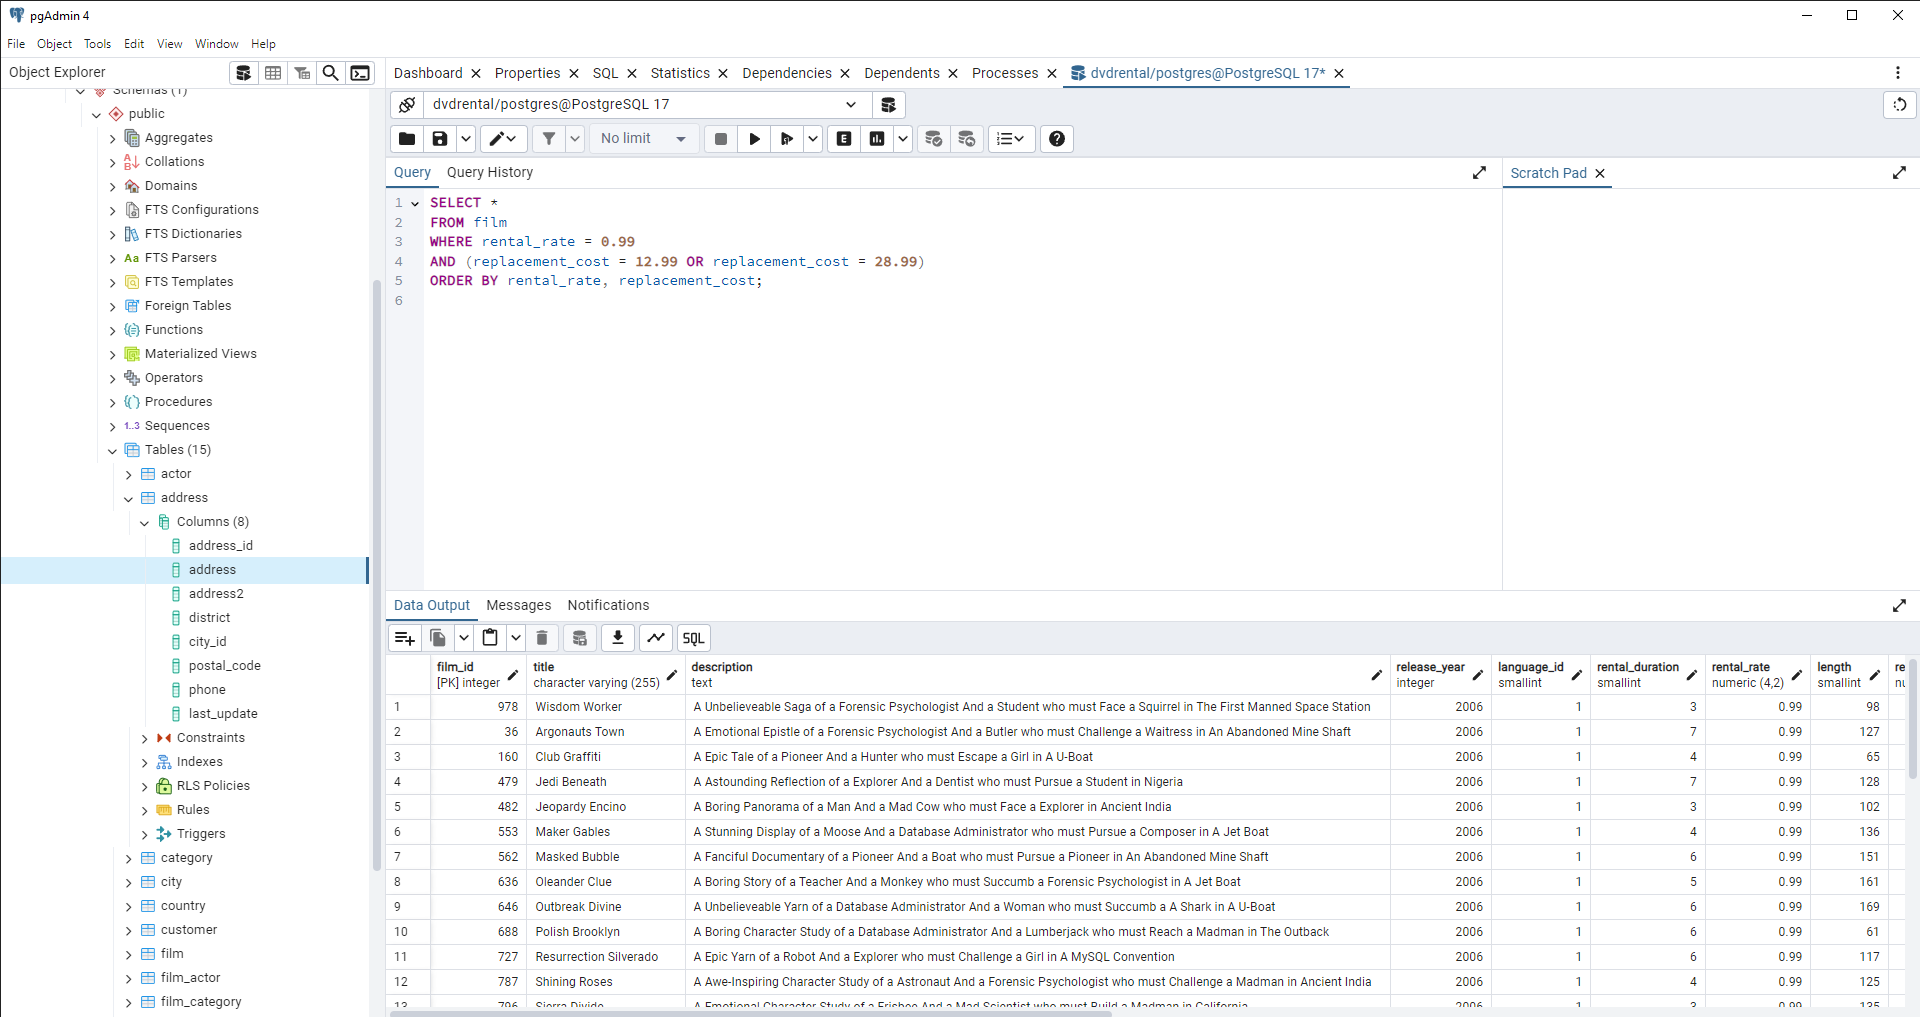 pgAdmin 4
File Object Tools Edit View Window Help
Object Explorer
Dashboard Properties SQL Statistics Dependencies Dependents Processes dvdrental/postgres@PostgreSQL 17*
dvdrental/postgres@PostgreSQL 17
No limit
Query Query History
Scratch Pad
1 SELECT *
2 FROM film
3 WHERE rental_rate = 0.99
4 AND (replacement_cost = 12.99 OR replacement_cost = 28.99)
5 ORDER BY rental_rate, replacement_cost;
6
Schemas (1)
public
Aggregates
Collations
Domains
FTS Configurations
FTS Dictionaries
FTS Parsers
FTS Templates
Foreign Tables
Functions
Materialized Views
Operators
Procedures
1..3 Sequences
Tables (15)
actor
address
Columns (8)
address_id
address
address2
district
city_id
postal_code
phone
last_update
Constraints
Indexes
RLS Policies
Rules
Triggers
category
city
country
customer
film
film_actor
film_category
Data Output Messages Notifications
SQL
film_id title description release_year language_id rental_duration rental_rate length re
[PK] integer character varying (255) text integer smallint smallint numeric (4,2) smallint
1 978 Wisdom Worker A Unbelieveable Saga of a Forensic Psychologist And a Student who must Face a Squirrel in The First Manned Space Station 2006 1 3 0.99 98
2 36 Argonauts Town A Emotional Epistle of a Forensic Psychologist And a Butler who must Challenge a Waitress in An Abandoned Mine Shaft 2006 1 7 0.99 127
3 160 Club Graffiti A Epic Tale of a Pioneer And a Hunter who must Escape a Girl in A U-Boat 2006 1 4 0.99 65
4 479 Jedi Beneath A Astounding Reflection of a Explorer And a Dentist who must Pursue a Student in Nigeria 2006 1 7 0.99 128
5 482 Jeopardy Encino A Boring Panorama of a Man And a Mad Cow who must Face a Explorer in Ancient India 2006 1 3 0.99 102
6 553 Maker Gables A Stunning Display of a Moose And a Database Administrator who must Pursue a Composer in A Jet Boat 2006 1 4 0.99 136
7 562 Masked Bubble A Fanciful Documentary of a Pioneer And a Boat who must Pursue a Pioneer in An Abandoned Mine Shaft 2006 1 6 0.99 151
8 636 Oleander Clue A Boring Story of a Teacher And a Monkey who must Succumb a Forensic Psychologist in A Jet Boat 2006 1 5 0.99 161
9 646 Outbreak Divine A Unbelieveable Yarn of a Database Administrator And a Woman who must Succumb a A Shark in A U-Boat 2006 1 6 0.99 169
10 688 Polish Brooklyn A Boring Character Study of a Database Administrator And a Lumberjack who must Reach a Madman in The Outback 2006 1 6 0.99 61
11 727 Resurrection Silverado A Epic Yarn of a Robot And a Explorer who must Challenge a Girl in A MySQL Convention 2006 1 6 0.99 117
12 787 Shining Roses A Awe-Inspiring Character Study of a Astronaut And a Forensic Psychologist who must Challenge a Madman in Ancient India 2006 1 4 0.99 125
13 796 Sierra Divide A Emotional Character Study of a Frisbee And a Mad Scientist who must Build a Madman in California 2006 1 3 0.99 135